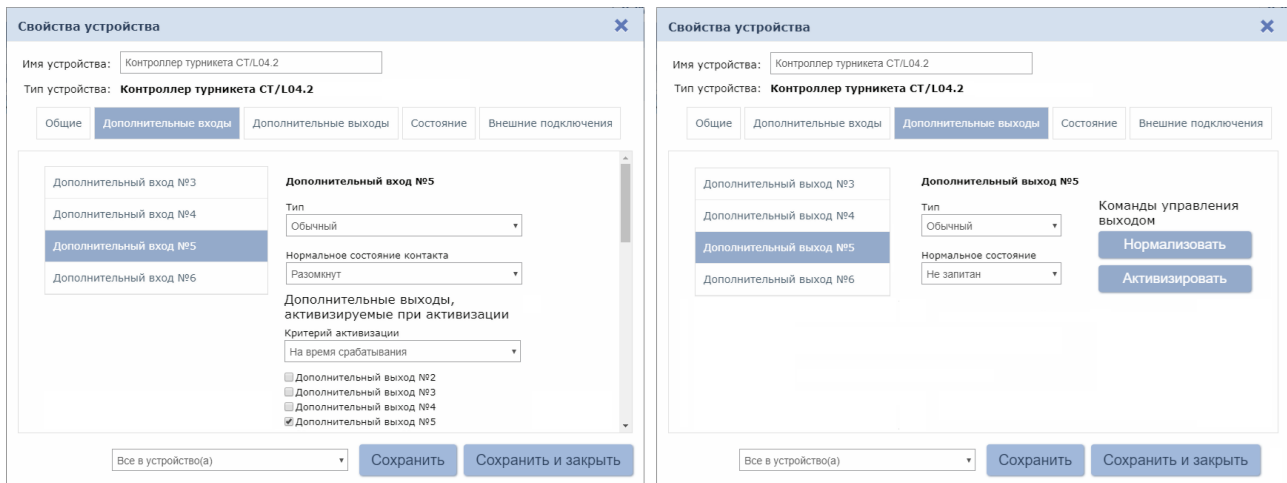 Свойства устройства
Имя устройства: Контроллер турникета CT/L04.2
Тип устройства: Контроллер турникета CT/L04.2
Общие Дополнительные входы Дополнительные выходы Состояние Внешние подключения
Дополнительный вход №3
Дополнительный вход №4
Дополнительный вход №5
Дополнительный вход №6
Дополнительный вход №5
Тип
Обычный
Нормальное состояние контакта
Разомкнут
Дополнительные выходы,
активизируемые при активизации
Критерий активизации
На время срабатывания
Дополнительный выход №2
Дополнительный выход №3
Дополнительный выход №4
Дополнительный выход №5
Все в устройство(а) Сохранить Сохранить и закрыть
Свойства устройства
Имя устройства: Контроллер турникета CT/L04.2
Тип устройства: Контроллер турникета CT/L04.2
Общие Дополнительные входы Дополнительные выходы Состояние Внешние подключения
Дополнительный выход №3
Дополнительный выход №4
Дополнительный выход №5
Дополнительный выход №6
Дополнительный выход №5
Тип
Обычный
Нормальное состояние
Не запитан
Команды управления
выходом
Нормализовать
Активизировать
Все в устройство(а) Сохранить Сохранить и закрыть